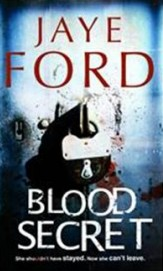 JAYE
FORD
BLOOD
SECRET
She shouldn't have stayed. Now she can't leave.